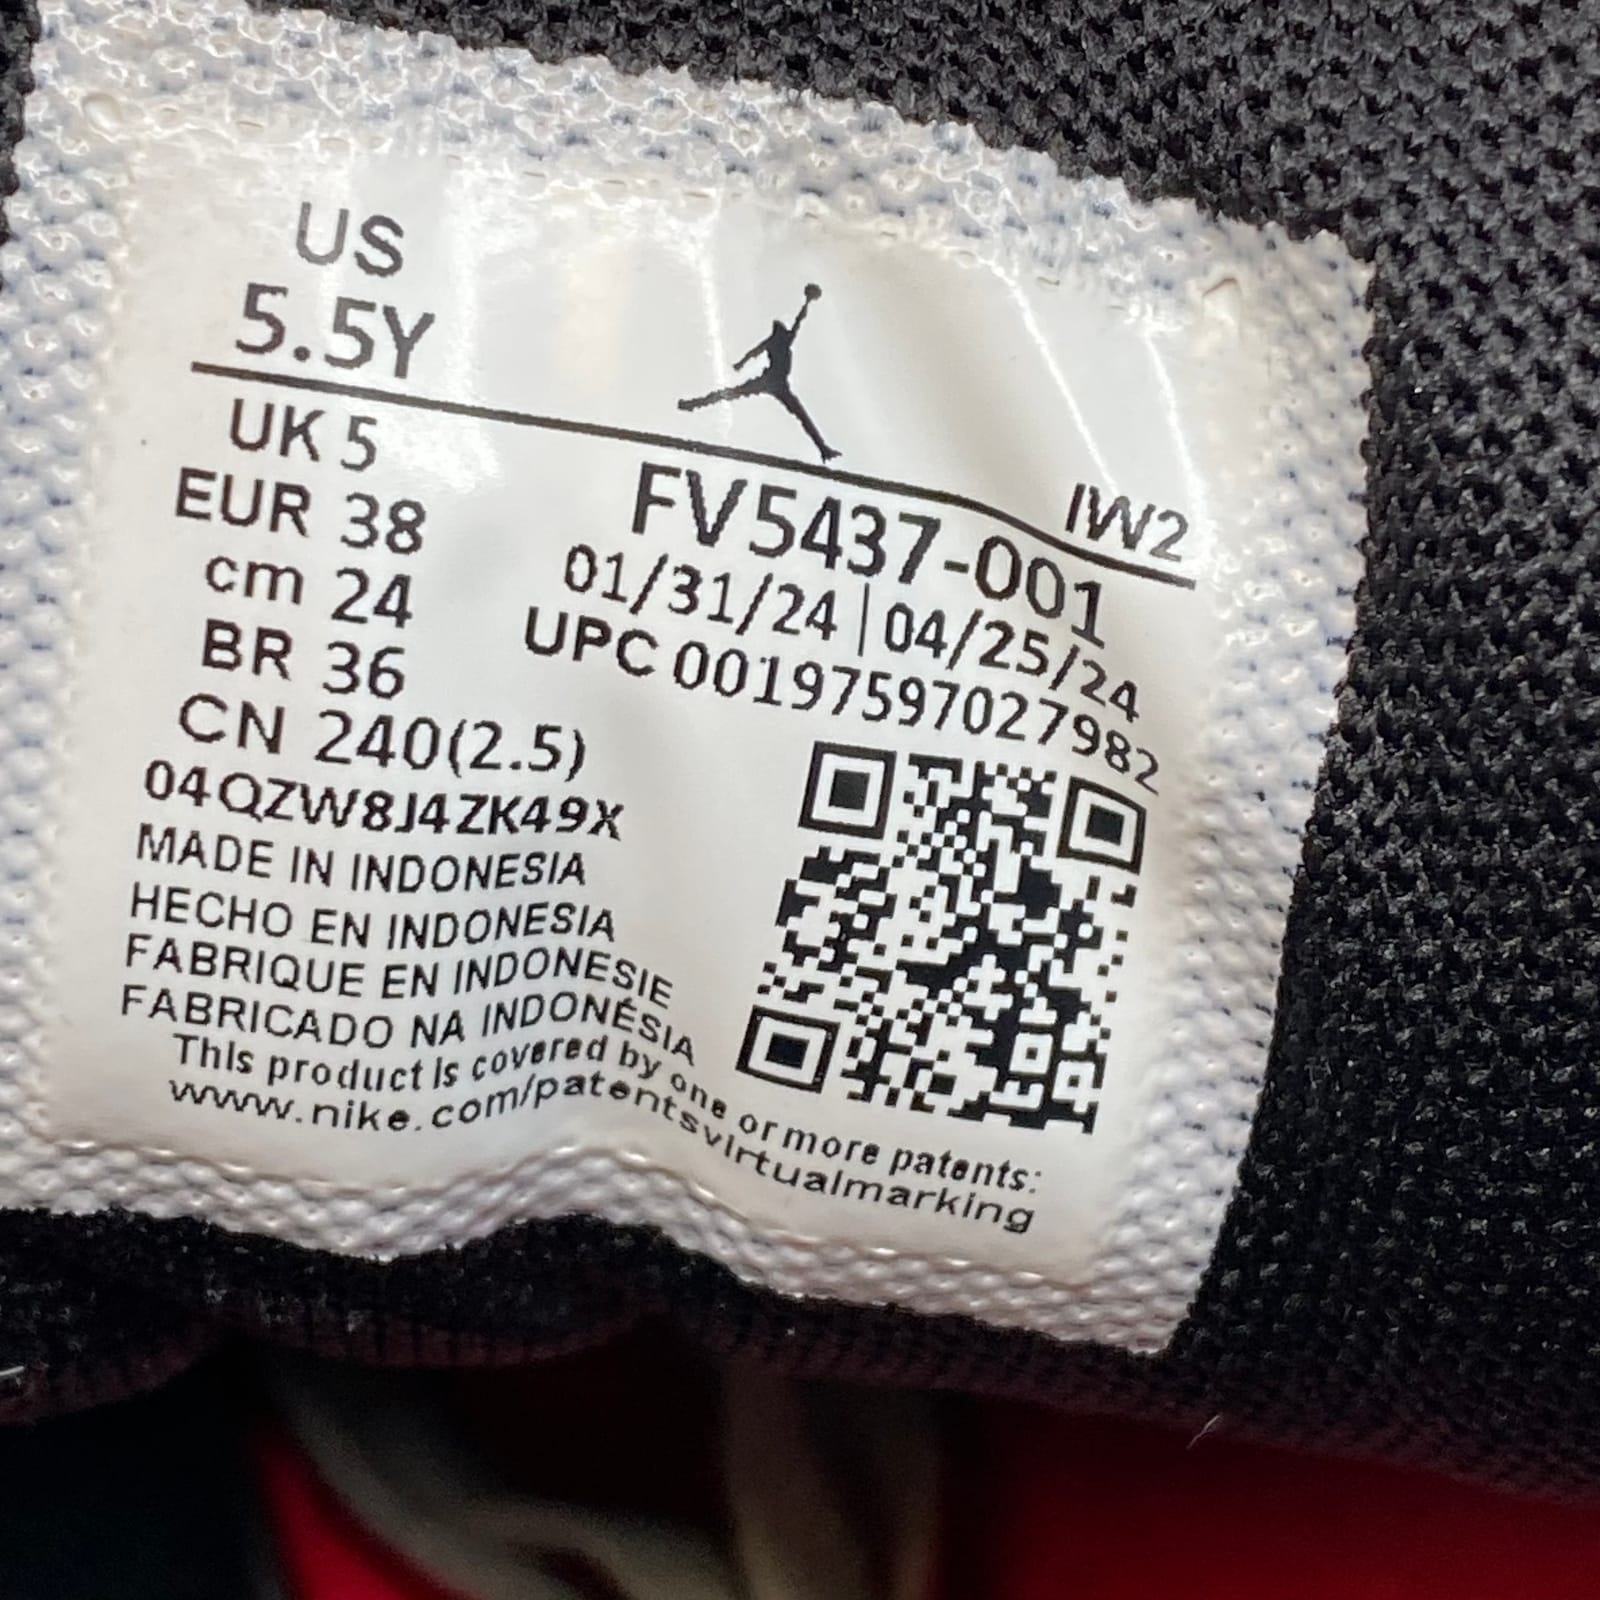 US
5.5Y
UK 5
EUR 38
cm 24
BR 36
CN 240(2.5)
IW2
FV5437-001
01/31/24 | 04/25/24
UPC 00197597027982
04QZW8J4ZK49X
MADE IN INDONESIA
HECHO EN INDONESIA
FABRIQUE EN INDONESIE
FABRICADO NA INDONÉSIA
This product is covered by one or more patents:
www.nike.com/patentsvirtualmarking